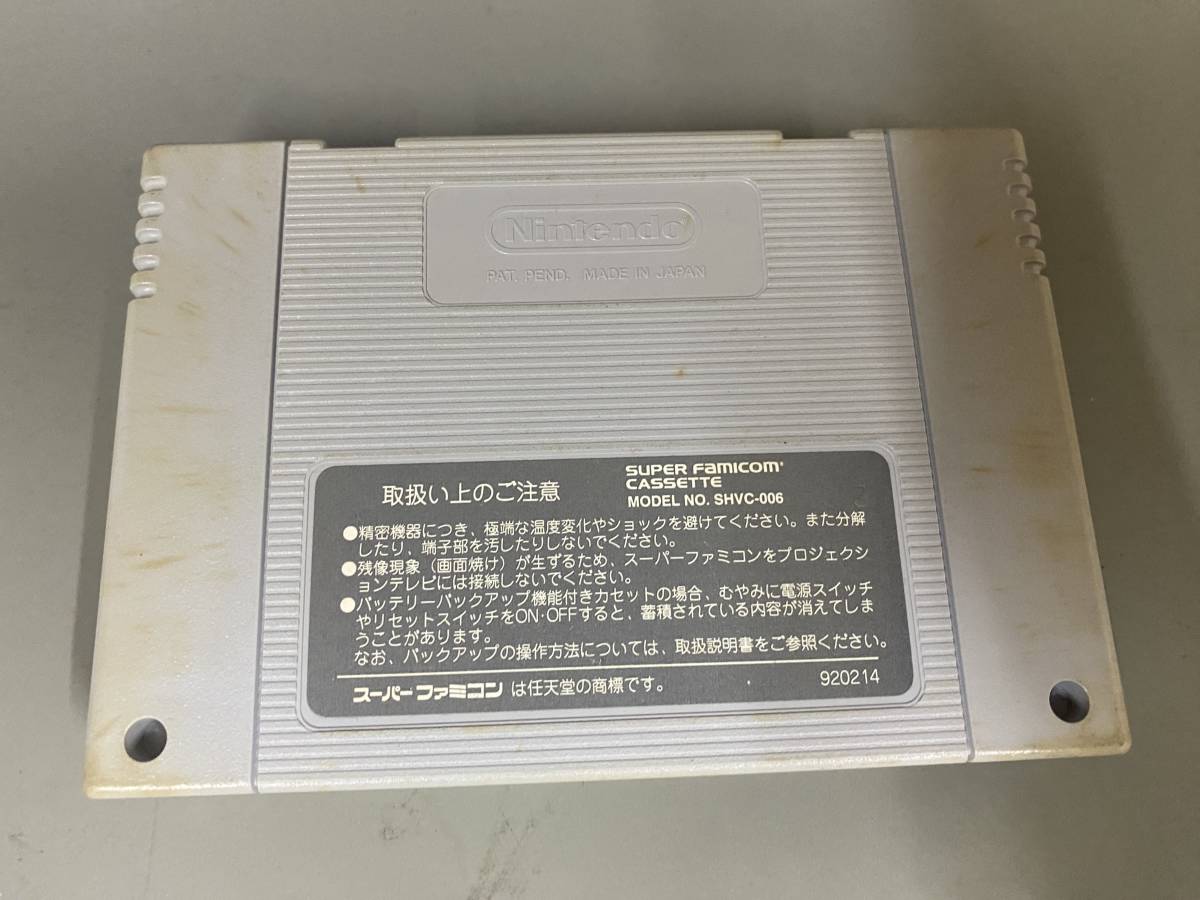 Nintendo
PAT. PEND. MADE IN JAPAN
取扱い上のご注意
SUPER FAMICOM
CASSETTE
MODEL NO. SHVC-006
●精密機器につき、極端な温度変化やショックを避けてください。また分解
したり、端子部を汚したりしないでください。
●残像現象（画面焼け）が生ずるため、スーパーファミコンをプロジェクシ
ョンテレビには接続しないでください。
●バッテリーバックアップ機能付きカセットの場合、むやみに電源スイッチ
やリセットスイッチをON・OFFすると、蓄積されている内容が消えてしま
うことがあります。
なお、バックアップの操作方法については、取扱説明書をご参照ください。
スーパーファミコン は任天堂の商標です。
920214